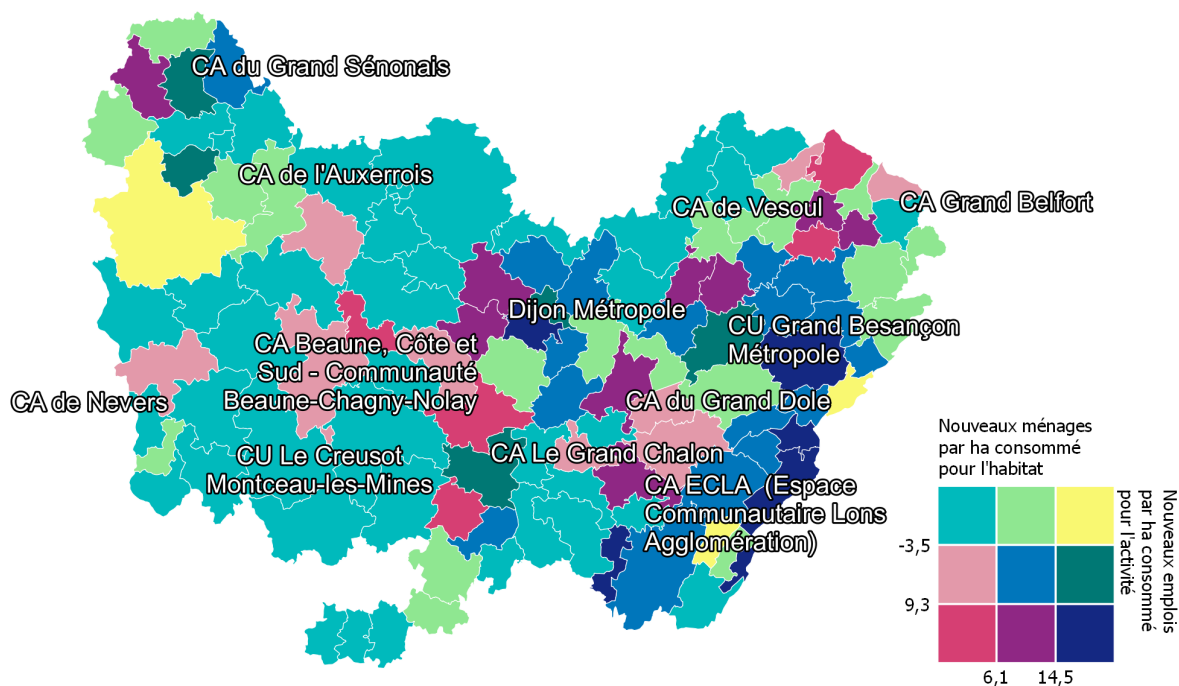 CA du Grand Sénonais
CA de l'Auxerrois
CA de Vesoul
CA Grand Belfort
Dijon Métropole
CU Grand Besançon
Métropole
CA Beaune, Côte et
Sud - Communauté
Beaune-Chagny-Nolay
CA de Nevers
CA du Grand Dole
CU Le Creusot
Montceau-les-Mines
CA Le Grand Chalon
CA ECLA (Espace
Communautaire Lons
Agglomération)
Nouveaux ménages
par ha consommé
pour l'habitat
Nouveaux emplois
par ha consommé
pour l'activité
-3,5
9,3
6,1
14,5